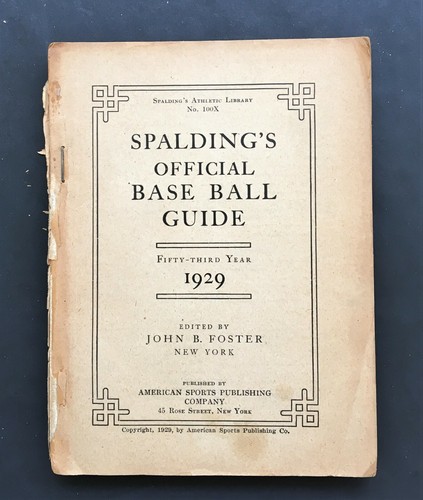 Spalding's Athletic Library
No. 100X
SPALDING'S
OFFICIAL
BASE BALL
GUIDE
Fifty-third Year
1929
EDITED BY
JOHN B. FOSTER
NEW YORK
PUBLISHED BY
AMERICAN SPORTS PUBLISHING
COMPANY
45 Rose Street, New York
Copyright, 1929, by American Sports Publishing Co.